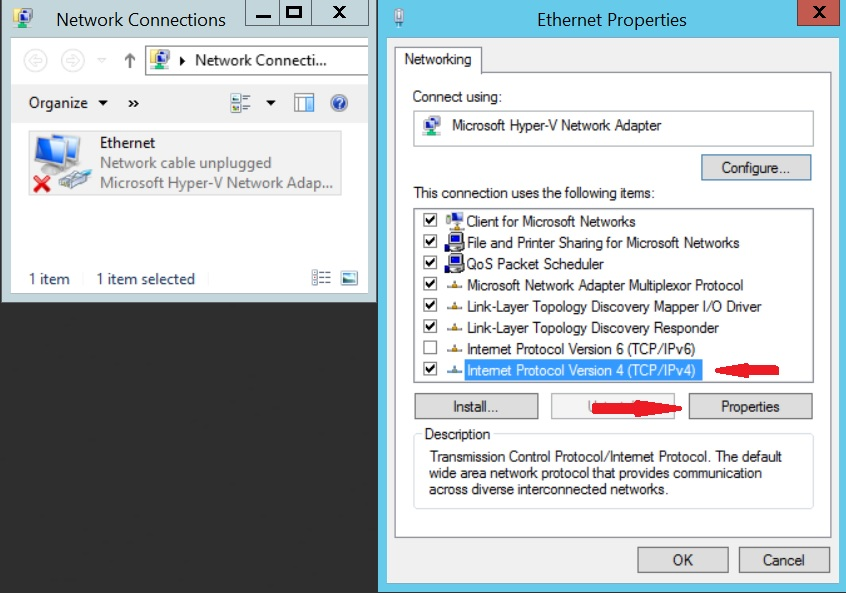 Network Connections
X
Network Connecti...
Organize
»
Ethernet
Network cable unplugged
Microsoft Hyper-V Network Adap...
1 item
1 item selected
Ethernet Properties
X
Networking
Connect using:
Microsoft Hyper-V Network Adapter
Configure...
This connection uses the following items:
Client for Microsoft Networks
File and Printer Sharing for Microsoft Networks
QoS Packet Scheduler
Microsoft Network Adapter Multiplexor Protocol
Link-Layer Topology Discovery Mapper I/O Driver
Link-Layer Topology Discovery Responder
Internet Protocol Version 6 (TCP/IPv6)
Internet Protocol Version 4 (TCP/IPv4)
Install...
Properties
Description
Transmission Control Protocol/Internet Protocol. The default
wide area network protocol that provides communication
across diverse interconnected networks.
OK
Cancel